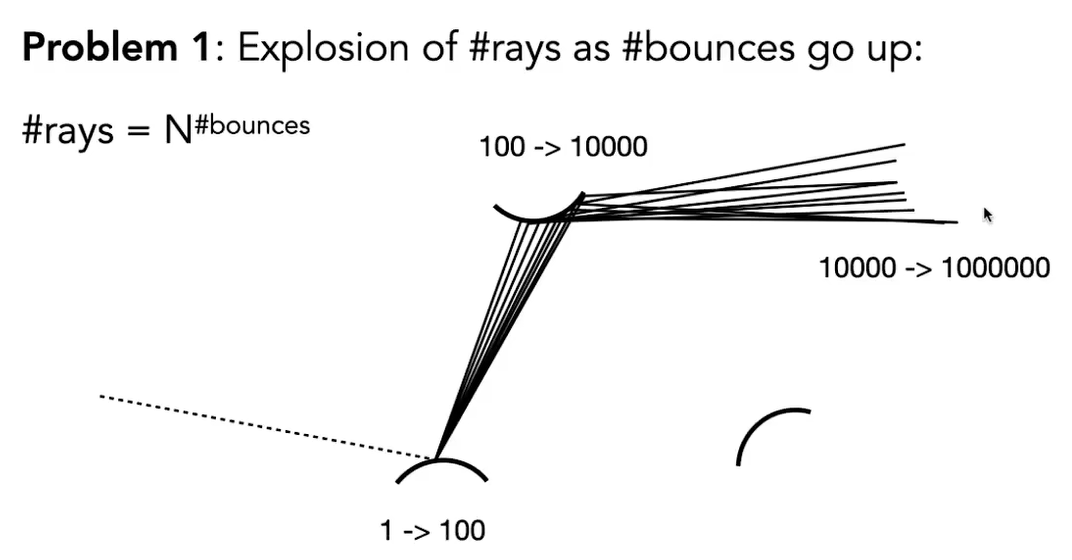 Problem 1: Explosion of #rays as #bounces go up:
#rays = N#bounces
100 -> 10000
10000 -> 1000000
1 -> 100